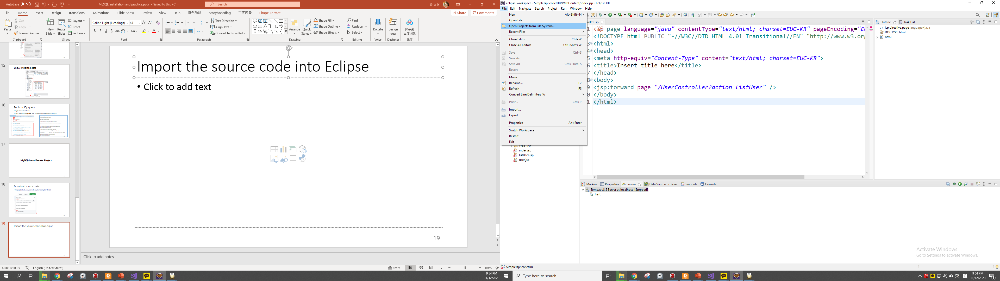 AutoSave Off
MySQL installation and practice.pptx - Saved to this PC
Search
梁 义怀
File Home Insert Design Transitions Animations Slide Show Review View Help 特色功能 Storyboarding 百度网盘 Shape Format
Share Comments
Paste
Cut
Copy
Format Painter
Clipboard
New Slides
Reuse Slides
Layout
Reset
Section
Slides
Calibri Light (Headings) 44
Font
Text Direction
Align Text
Convert to SmartArt
Paragraph
Arrange
Quick Styles
Shape Fill
Shape Outline
Shape Effects
Drawing
Find
Replace
Select
Editing
Dictate
Voice
Design Ideas
Designer
保存到 百度网盘
保存
15
Show imported data
16
Perform SQL query
17
MySQL-based Servlet Project
18
Download source code
19
Import the source code into Eclipse
Import the source code into Eclipse
• Click to add text
19
Click to add notes
Slide 19 of 19 English (United States)
Notes 108%
9:54 PM
11/12/2020
eclipse-workspace - SimpleJspServletDB/WebContent/index.jsp - Eclipse IDE
File Edit Navigate Search Project Run Window Help
New Alt+Shift+N
Open File...
Open Projects from File System...
Recent Files
Close Editor Ctrl+W
Close All Editors Ctrl+Shift+W
Save Ctrl+S
Save As...
Save All Ctrl+Shift+S
Revert
Move...
Rename... F2
Refresh F5
Convert Line Delimiters To
Print... Ctrl+P
Import...
Export...
Properties Alt+Enter
Switch Workspace
Restart
Exit
WEB-INF
index.jsp
listUser.jsp
user.jsp
index.jsp
1 <%@ page language="java" contentType="text/html; charset=EUC-KR" pageEncoding="EU
2 <!DOCTYPE html PUBLIC "-//W3C//DTD HTML 4.01 Transitional//EN" "http://www.w3.org
3 <html>
4 <head>
5 <meta http-equiv="Content-Type" content="text/html; charset=EUC-KR">
6 <title>Insert title here</title>
7 </head>
8 <body>
9 <jsp:forward page="/UserController?action=listUser" />
0 </body>
1 </html>
Outline Task List
jsp:directive.page language=java
DOCTYPE:html
html
Markers Properties Servers Data Source Explorer Snippets Console
Tomcat v8.5 Server at localhost [Stopped]
Fisrt
Activate Windows
Go to Settings to activate Windows.
SimpleJspServletDB
Type here to search
英
9:54 PM
11/12/2020